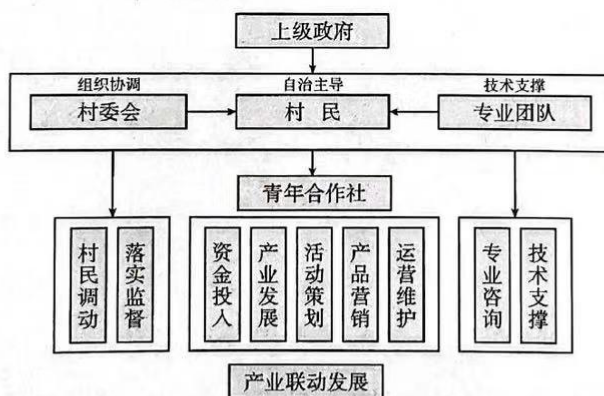 上级政府
组织协调 自治主导 技术支撑
村委会 村民 专业团队
青年合作社
村民调动
落实监督
资金投入
产业发展
活动策划
产品营销
运营维护
专业咨询
技术支撑
产业联动发展